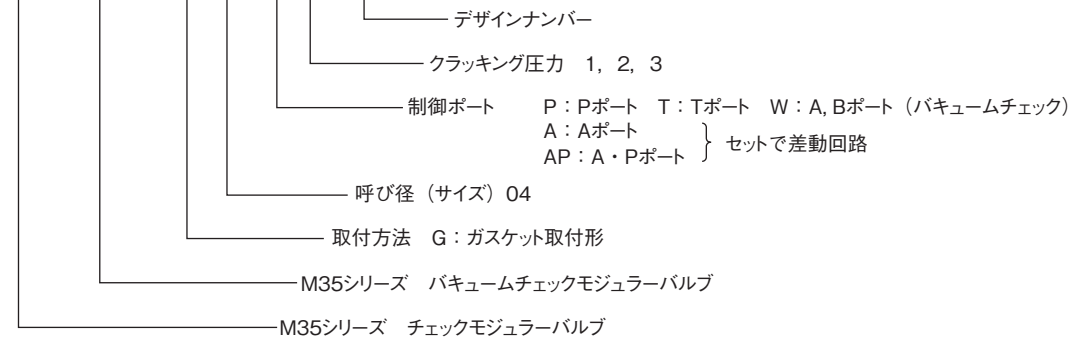 デザインナンバー
クラッキング圧力　1，2，3
制御ポート　P：Pポート　T：Tポート　W：A, Bポート（バキュームチェック）
A：Aポート
AP：A・Pポート
セットで差動回路
呼び径（サイズ）04
取付方法　G：ガスケット取付形
M35シリーズ　バキュームチェックモジュラーバルブ
M35シリーズ　チェックモジュラーバルブ